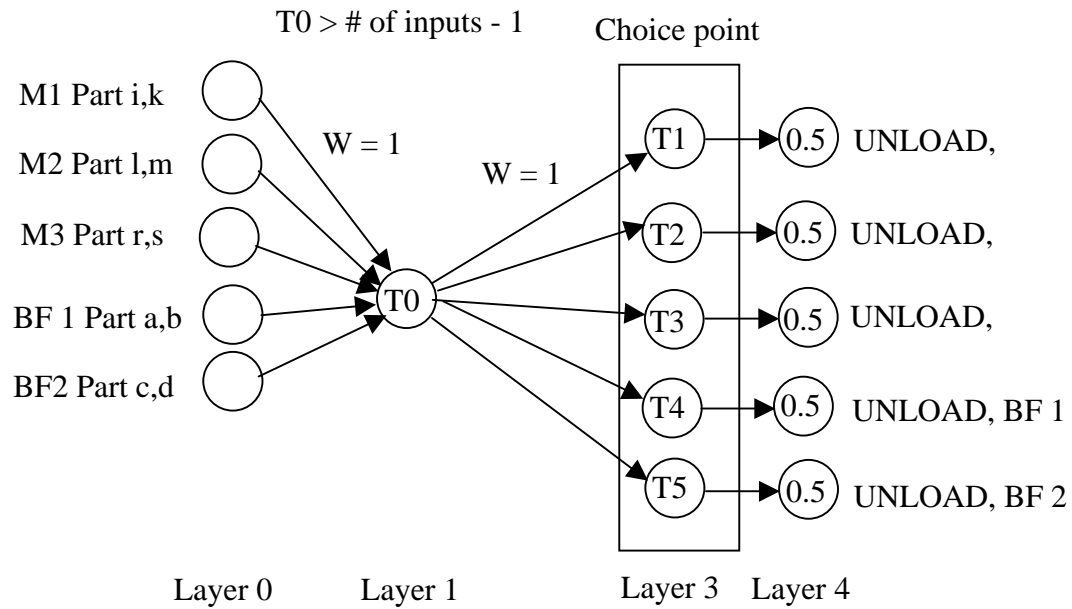 T0 > # of inputs - 1
Choice point
M1 Part i,k
M2 Part l,m
M3 Part r,s
BF 1 Part a,b
BF2 Part c,d
W = 1
W = 1
T0
T1
T2
T3
T4
T5
0.5
0.5
0.5
0.5
0.5
UNLOAD,
UNLOAD,
UNLOAD,
UNLOAD, BF 1
UNLOAD, BF 2
Layer 0
Layer 1
Layer 3
Layer 4